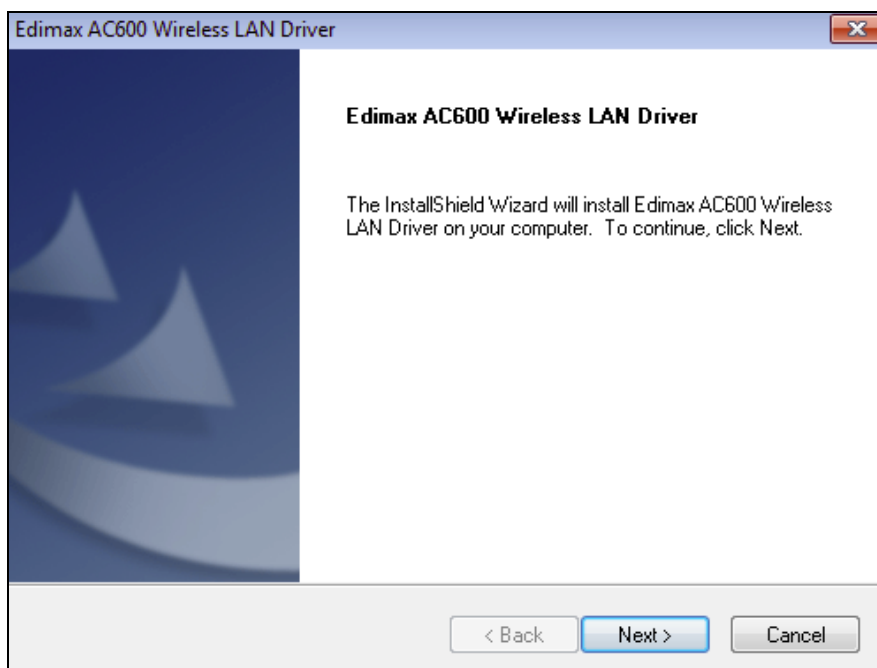 Edimax AC600 Wireless LAN Driver
Edimax AC600 Wireless LAN Driver
The InstallShield Wizard will install Edimax AC600 Wireless
LAN Driver on your computer.  To continue, click Next.
< Back
Next >
Cancel